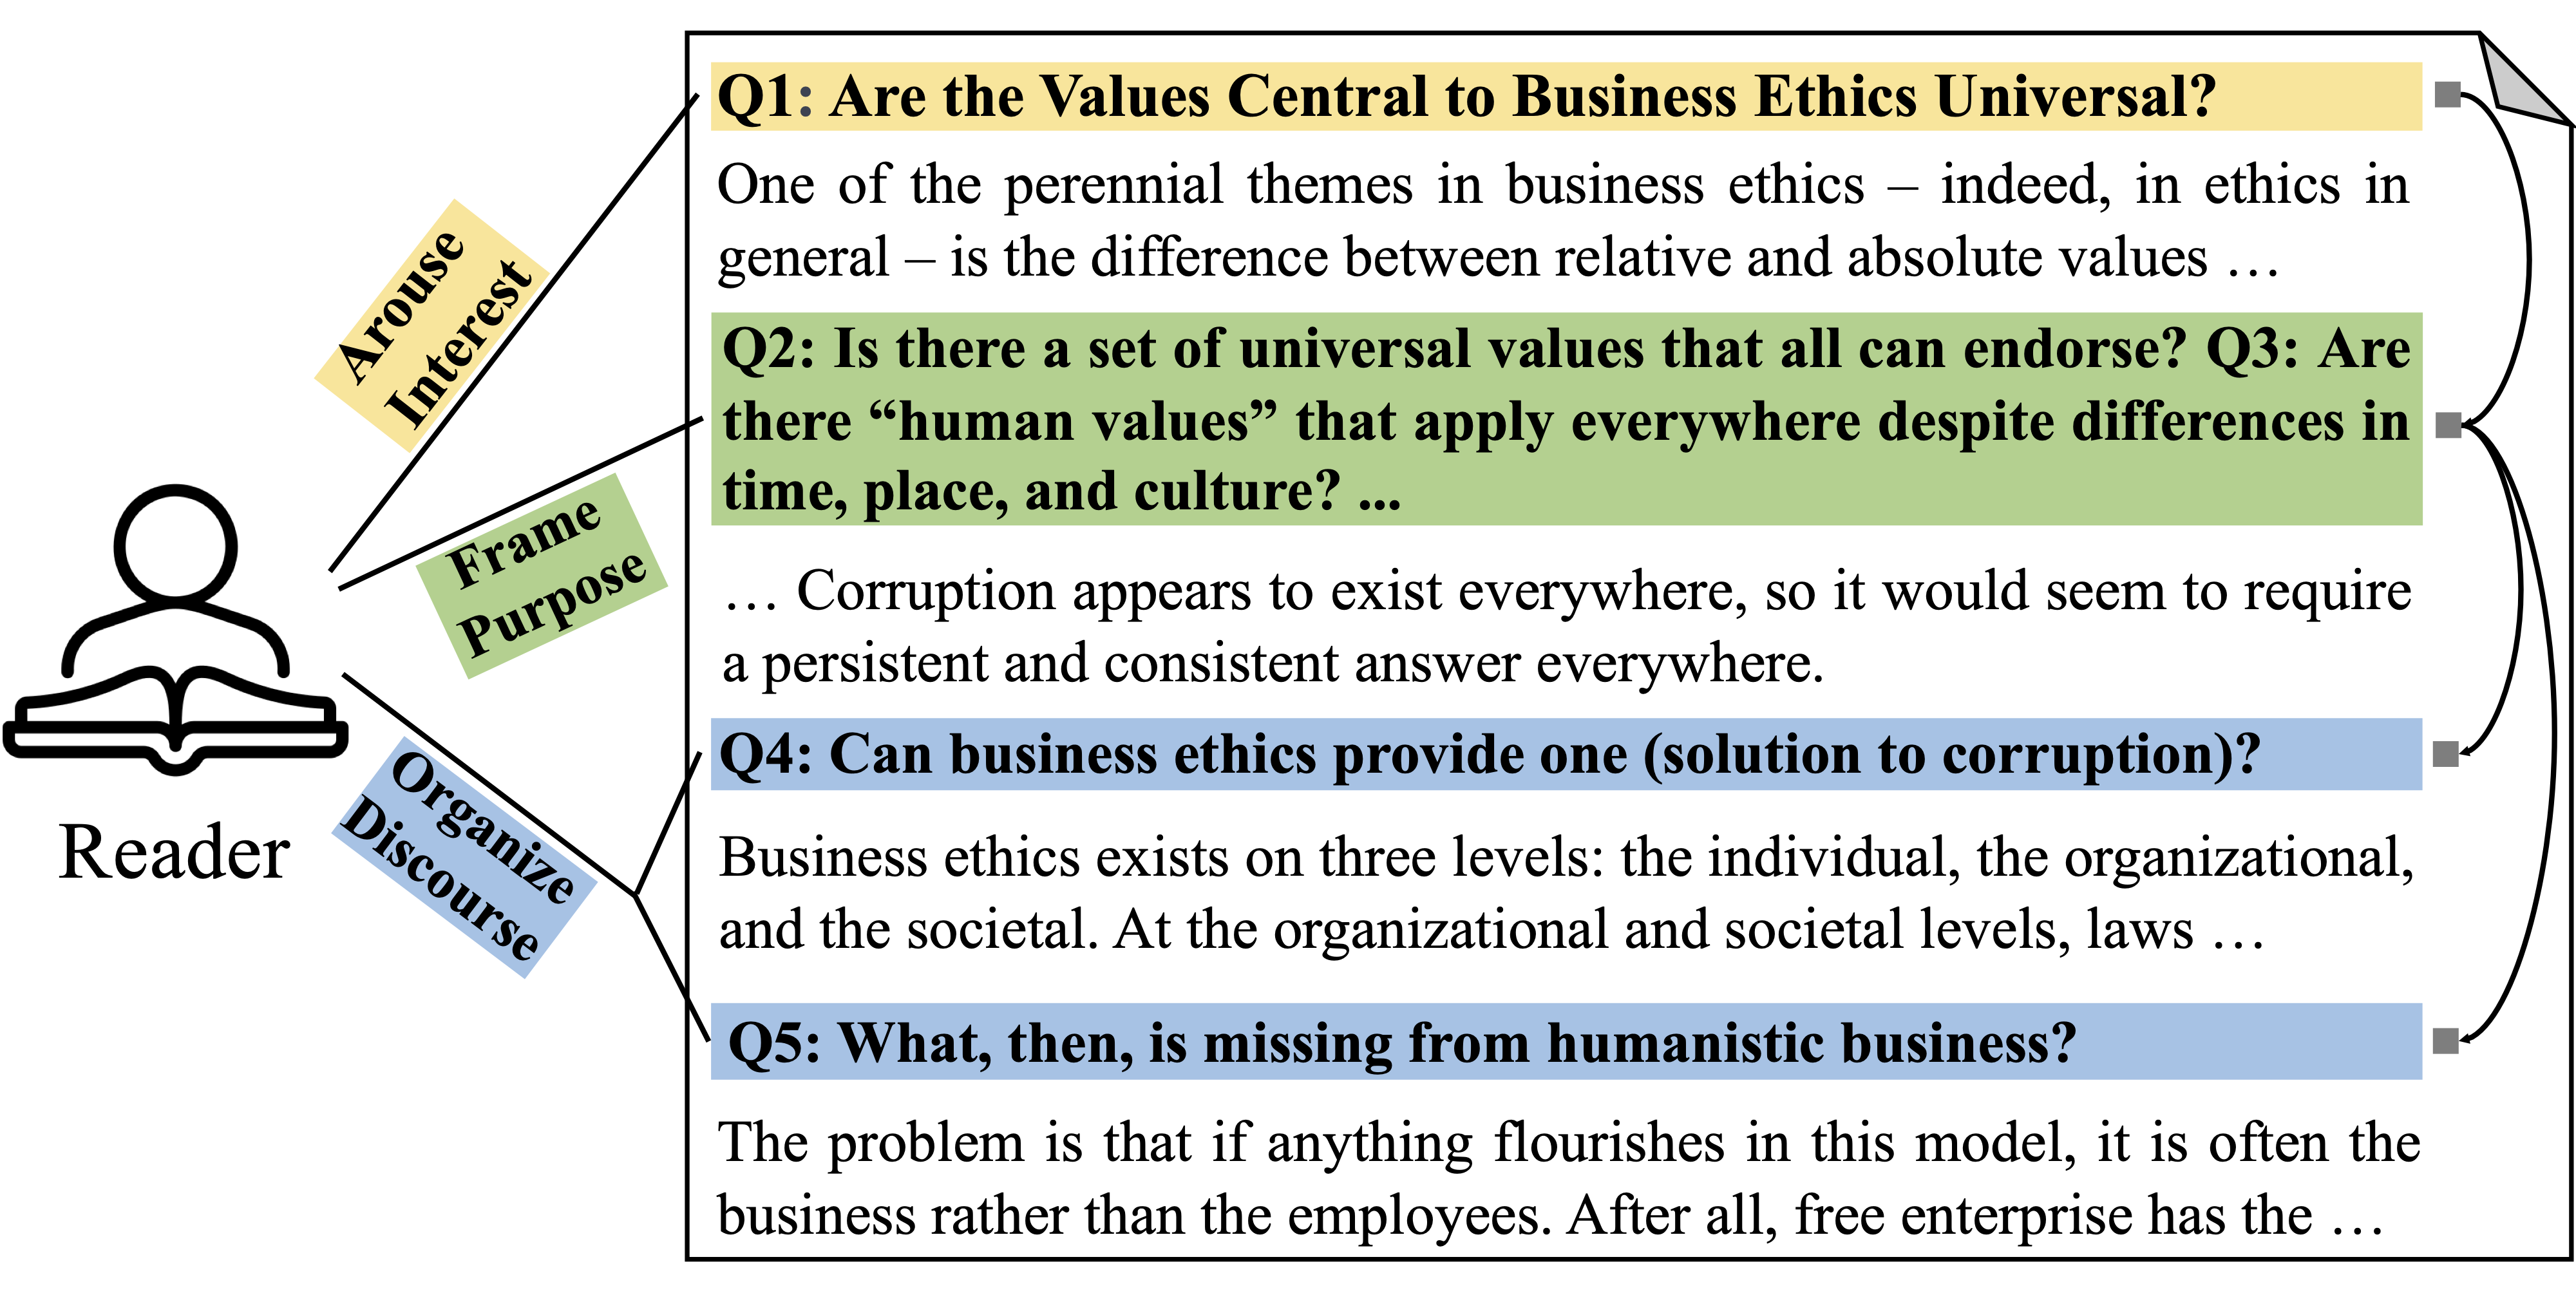 Q1: Are the Values Central to Business Ethics Universal?
One of the perennial themes in business ethics – indeed, in ethics in
general – is the difference between relative and absolute values …
Q2: Is there a set of universal values that all can endorse? Q3: Are
there “human values” that apply everywhere despite differences in
time, place, and culture? ...
… Corruption appears to exist everywhere, so it would seem to require
a persistent and consistent answer everywhere.
Q4: Can business ethics provide one (solution to corruption)?
Business ethics exists on three levels: the individual, the organizational,
and the societal. At the organizational and societal levels, laws …
Q5: What, then, is missing from humanistic business?
The problem is that if anything flourishes in this model, it is often the
business rather than the employees. After all, free enterprise has the …
Arouse
Interest
Frame
Purpose
Organize
Discourse
Reader